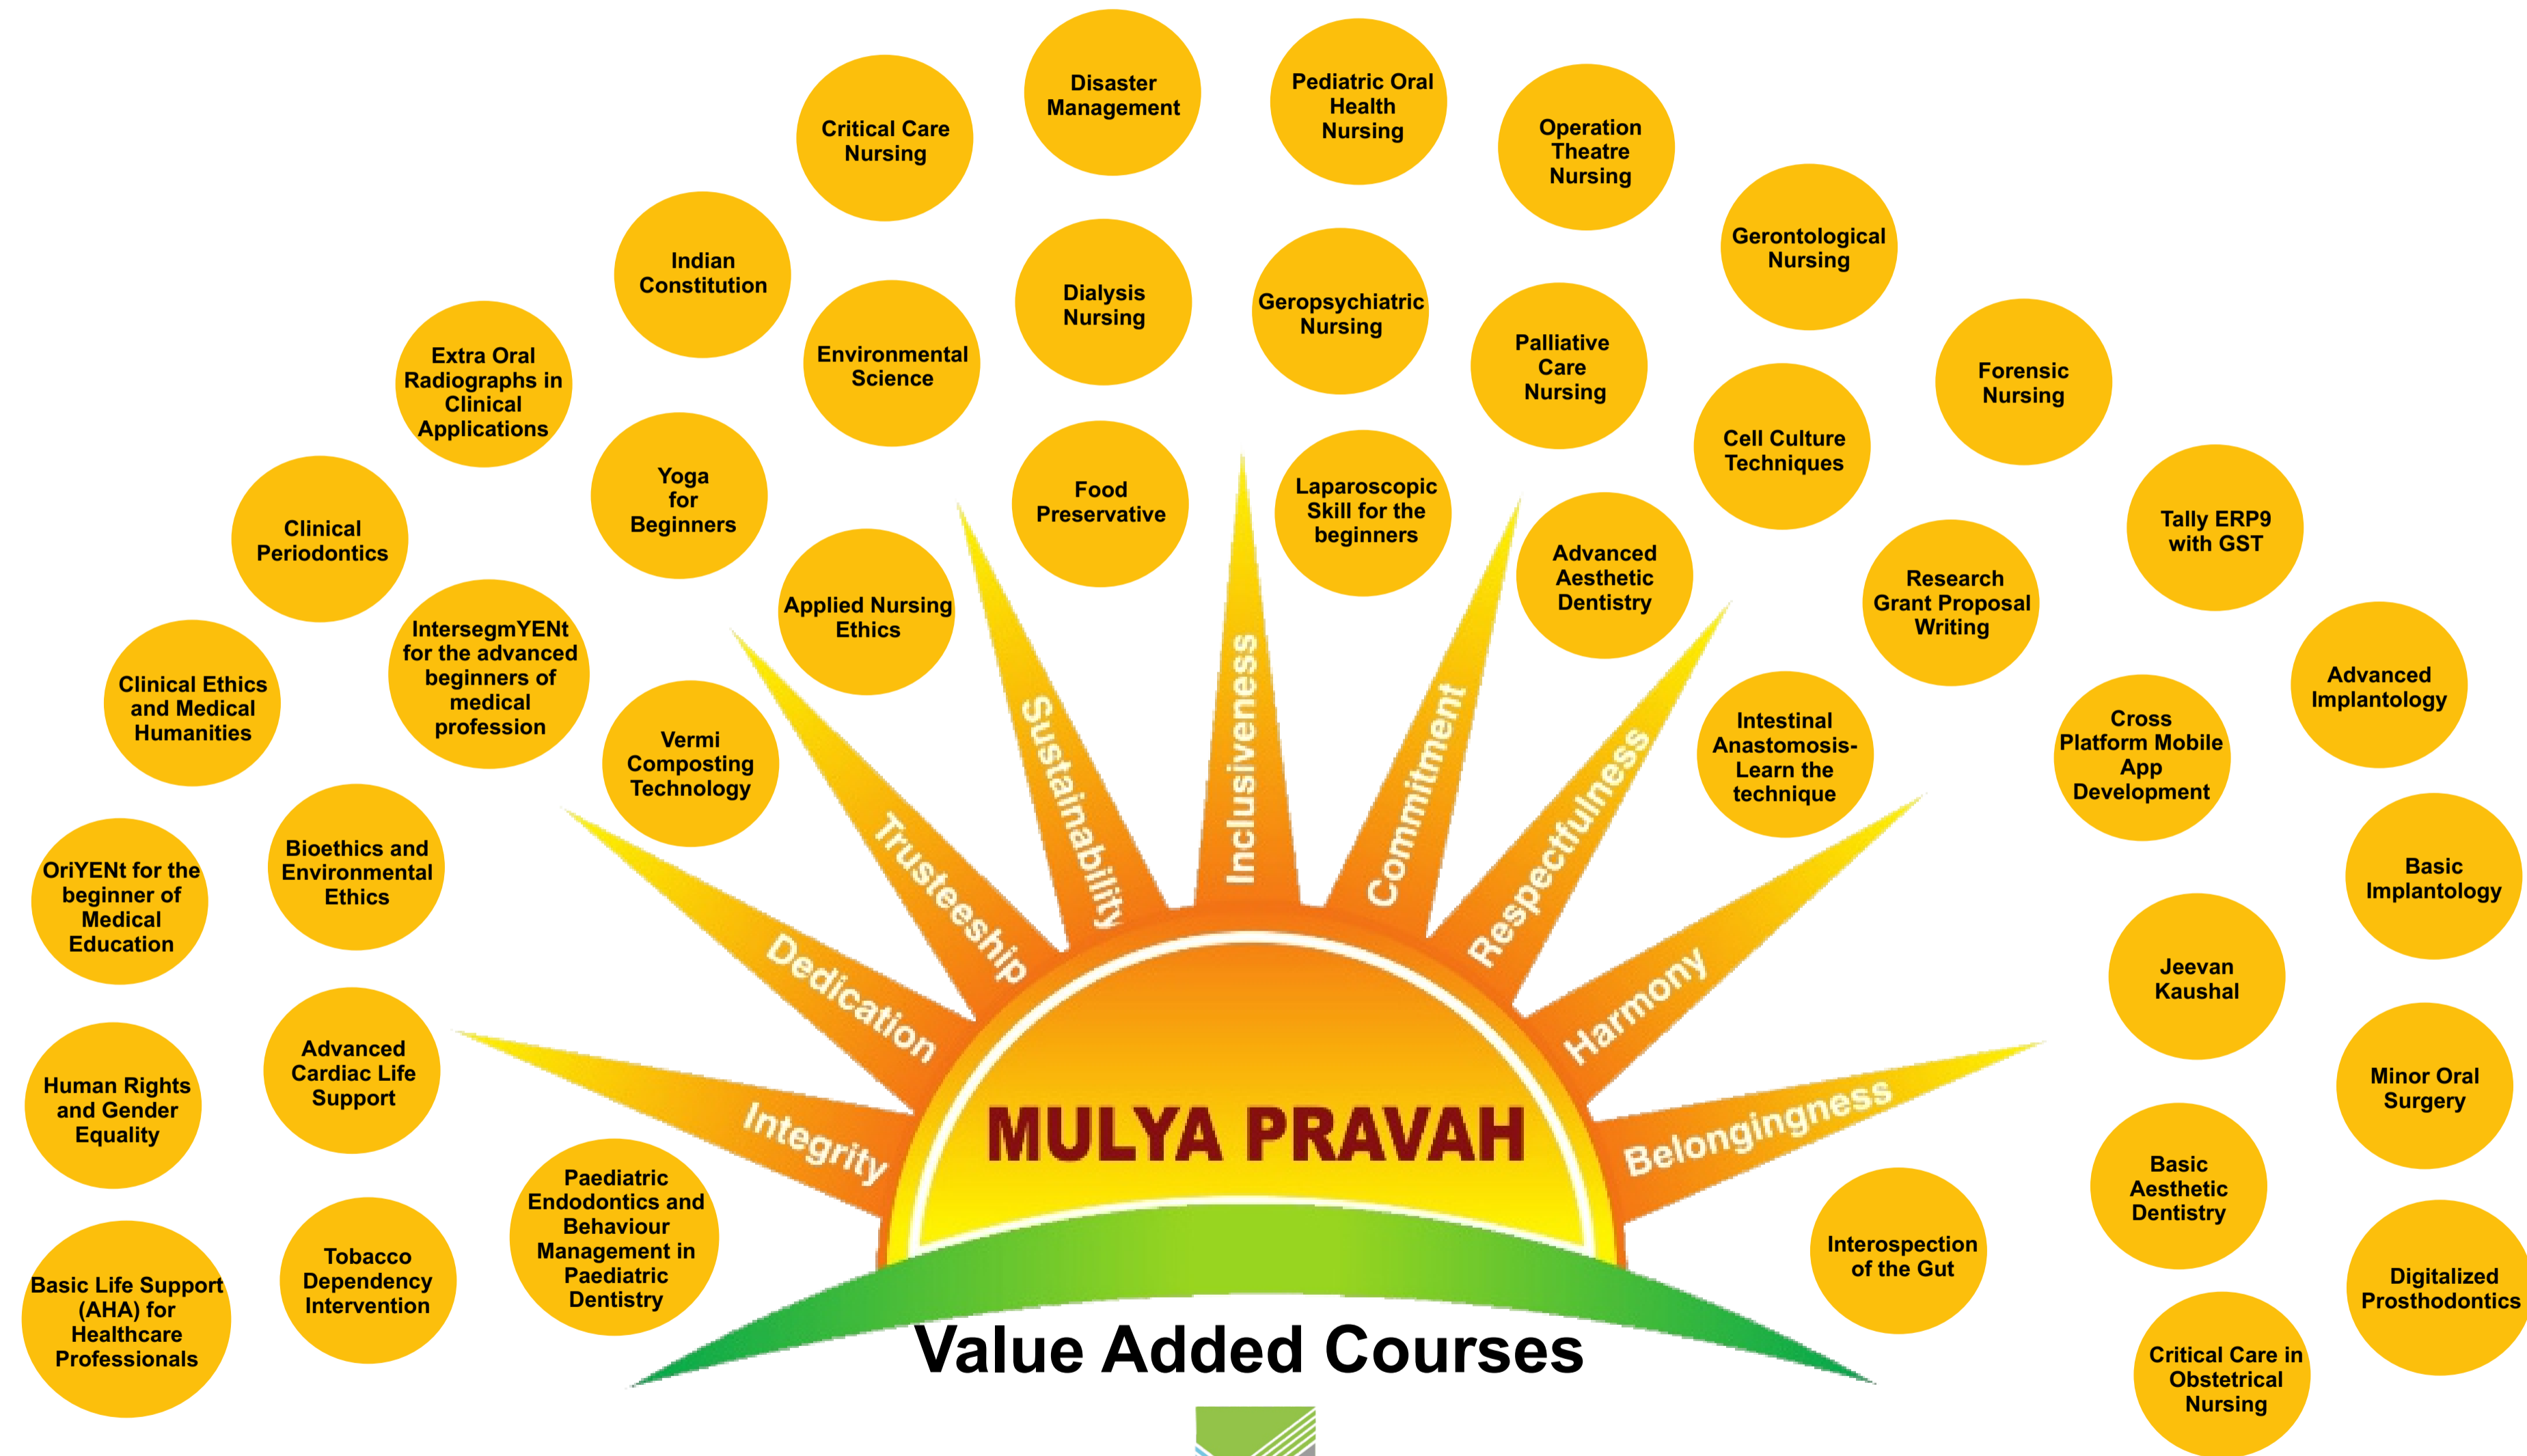 Disaster
Management
Pediatric Oral
Health
Nursing
Critical Care
Nursing
Operation
Theatre
Nursing
Indian
Constitution
Gerontological
Nursing
Dialysis
Nursing
Geropsychiatric
Nursing
Environmental
Science
Palliative
Care
Nursing
Extra Oral
Radiographs in
Clinical
Applications
Forensic
Nursing
Cell Culture
Techniques
Yoga
for
Beginners
Food
Preservative
Laparoscopic
Skill for the
beginners
Clinical
Periodontics
Tally ERP9
with GST
Advanced
Aesthetic
Dentistry
Research
Grant Proposal
Writing
Applied Nursing
Ethics
IntersegmYENt
for the advanced
beginners of
medical
profession
Clinical Ethics
and Medical
Humanities
Advanced
Implantology
Vermi
Composting
Technology
Intestinal
Anastomosis-
Learn the
technique
Cross
Platform Mobile
App
Development
Bioethics and
Environmental
Ethics
OriYENt for the
beginner of
Medical
Education
Basic
Implantology
Jeevan
Kaushal
Advanced
Cardiac Life
Support
Human Rights
and Gender
Equality
Minor Oral
Surgery
Basic
Aesthetic
Dentistry
Paediatric
Endodontics and
Behaviour
Management in
Paediatric
Dentistry
Interospection
of the Gut
Tobacco
Dependency
Intervention
Basic Life Support
(AHA) for
Healthcare
Professionals
Digitalized
Prosthodontics
Critical Care in
Obstetrical
Nursing
Integrity
Dedication
Trusteeship
Sustainability
Inclusiveness
Commitment
Respectfulness
Harmony
Belongingness
MULYA PRAVAH
Value Added Courses